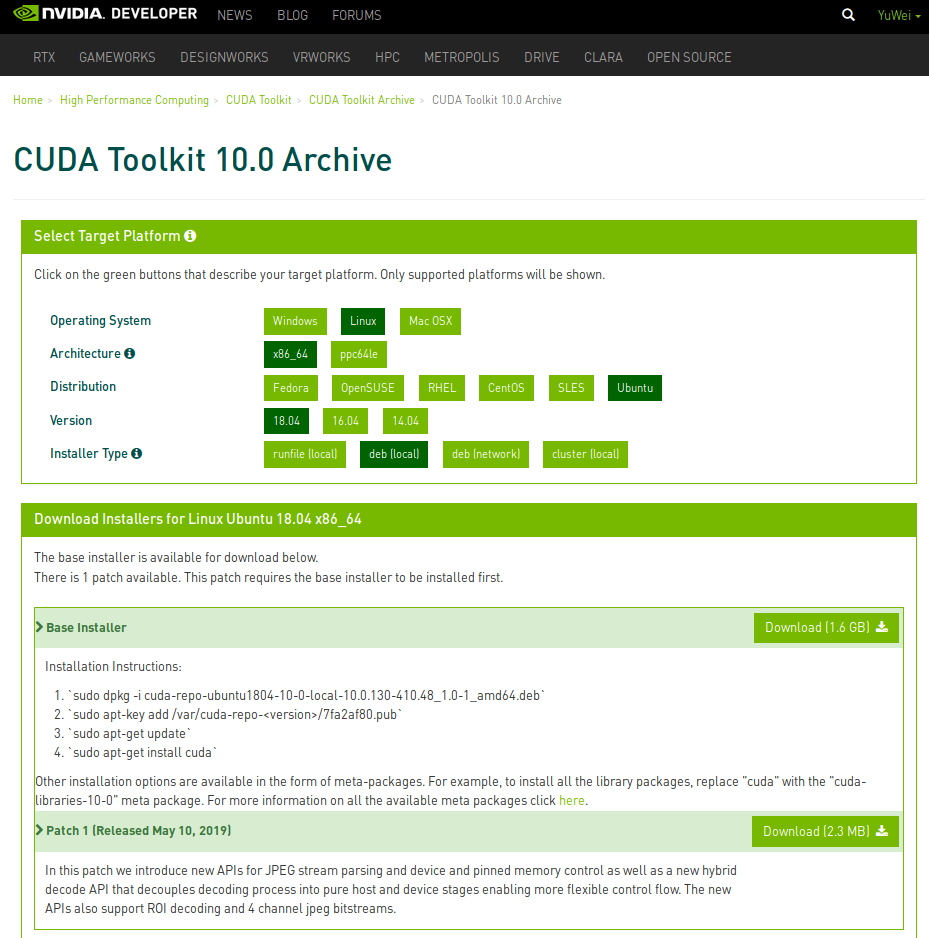 NVIDIA. DEVELOPER NEWS BLOG FORUMS YuWei
RTX GAMEWORKS DESIGNWORKS VRWORKS HPC METROPOLIS DRIVE CLARA OPEN SOURCE
Home > High Performance Computing > CUDA Toolkit > CUDA Toolkit Archive > CUDA Toolkit 10.0 Archive
CUDA Toolkit 10.0 Archive
Select Target Platform
Click on the green buttons that describe your target platform. Only supported platforms will be shown.
Operating System Windows Linux Mac OSX
Architecture x86_64 ppc64le
Distribution Fedora OpenSUSE RHEL CentOS SLES Ubuntu
Version 18.04 16.04 14.04
Installer Type runfile (local) deb (local) deb (network) cluster (local)
Download Installers for Linux Ubuntu 18.04 x86_64
The base installer is available for download below.
There is 1 patch available. This patch requires the base installer to be installed first.
Base Installer Download (1.6 GB)
Installation Instructions:
1. `sudo dpkg -i cuda-repo-ubuntu1804-10-0-local-10.0.130-410.48_1.0-1_amd64.deb`
2. `sudo apt-key add /var/cuda-repo-<version>/7fa2af80.pub`
3. `sudo apt-get update`
4. `sudo apt-get install cuda`
Other installation options are available in the form of meta-packages. For example, to install all the library packages, replace "cuda" with the "cuda-
libraries-10-0" meta package. For more information on all the available meta packages click here.
Patch 1 (Released May 10, 2019) Download (2.3 MB)
In this patch we introduce new APIs for JPEG stream parsing and device and pinned memory control as well as a new hybrid
decode API that decouples decoding process into pure host and device stages enabling more flexible control flow. The new
APIs also support ROI decoding and 4 channel jpeg bitstreams.